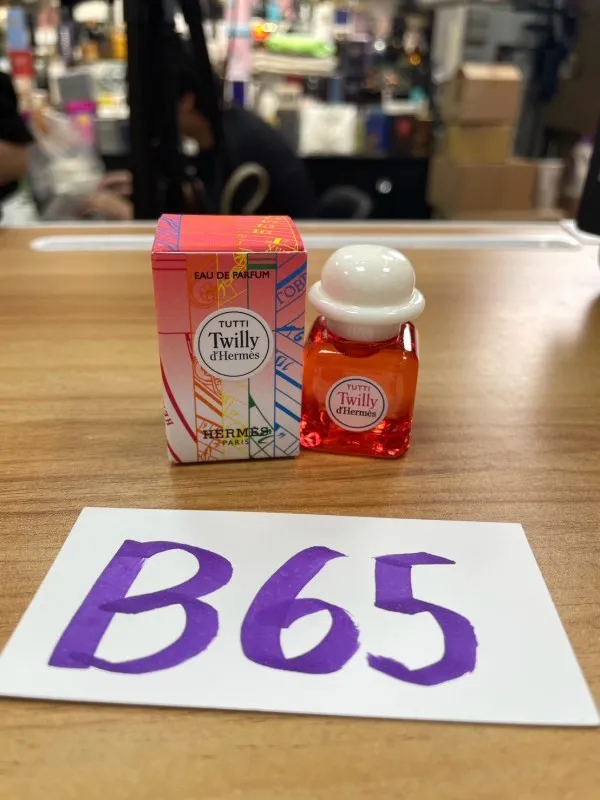 EAU DE PARFUM
TUTTI
Twilly
d'Hermès
HERMÈS
PARIS
TUTTI
Twilly
d'Hermès
B65